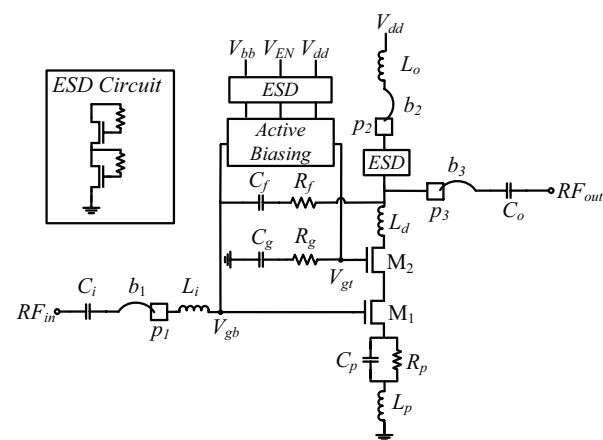 V_dd
L_o
V_bb V_EN V_dd
ESD Circuit
ESD
b_2
p_2
Active
Biasing
ESD
b_3
C_f R_f
RF_out
p_3
C_o
L_d
C_g R_g
M_2
V_gt
C_i b_1 L_i
M_1
RF_in
p_1
V_gb
C_p R_p
L_p